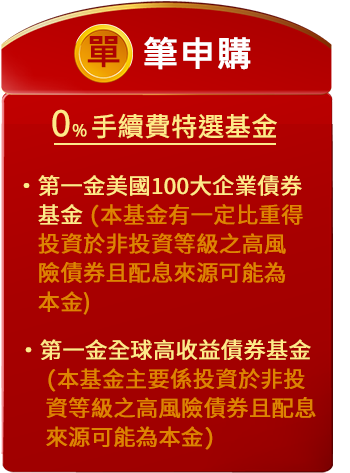 單筆申購
0%手續費特選基金
・第一金美國100大企業債券
基金(本基金有一定比重得
投資於非投資等級之高風
險債券且配息來源可能為
本金)
・第一金全球高收益債券基金
(本基金主要係投資於非投
資等級之高風險債券且配息
來源可能為本金)